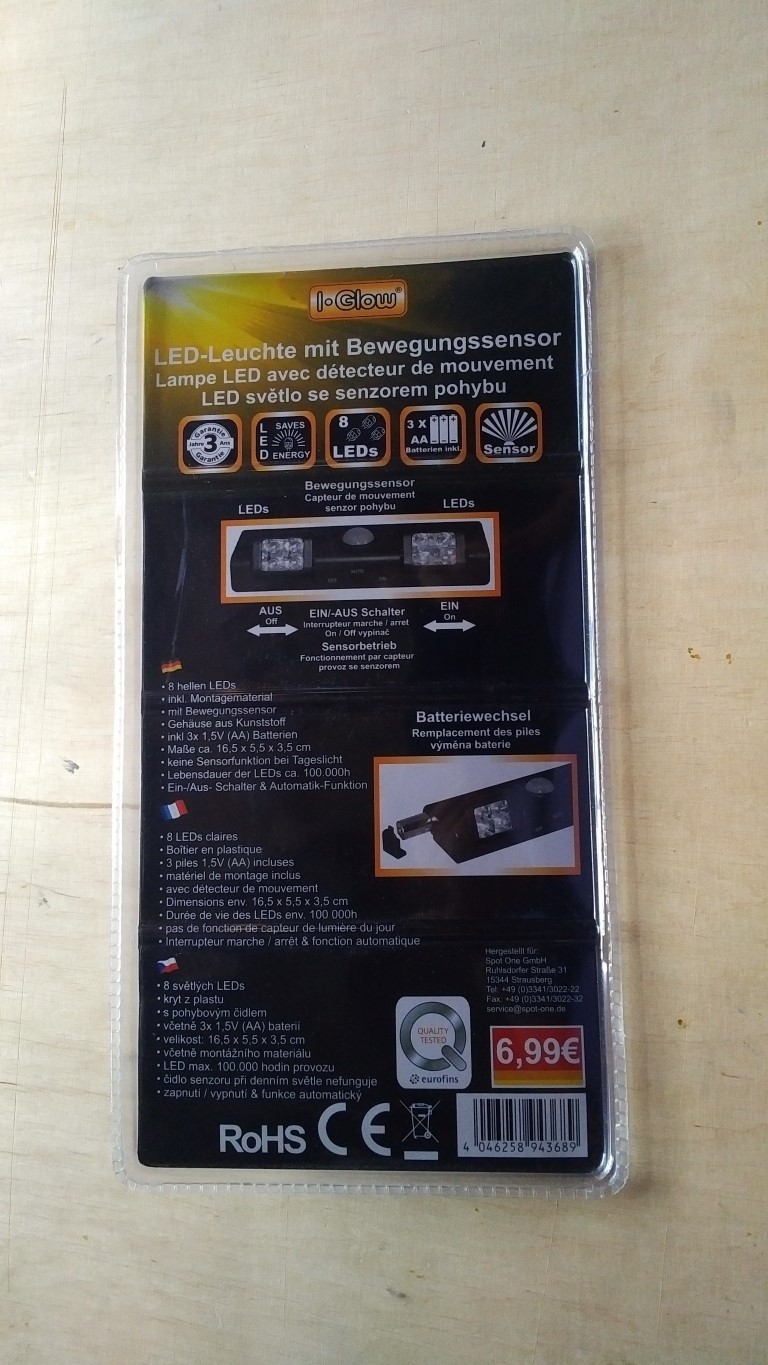 I•Glow®
LED-Leuchte mit Bewegungssensor
Lampe LED avec détecteur de mouvement
LED světlo se senzorem pohybu
Garantie
Jahre 3 Ans
Garantie
LED SAVES ENERGY
8
LEDs
3 X
AA
Batterien inkl.
Sensor
Bewegungssensor
Capteur de mouvement
senzor pohybu
LEDs
LEDs
OFF
AUTO
ON
AUS
Off
EIN/-AUS Schalter
Interrupteur marche / arret
On / Off vypinač
EIN
On
Sensorbetrieb
Fonctionnement par capteur
provoz se senzorem
• 8 hellen LEDs
• inkl. Montagematerial
• mit Bewegungssensor
• Gehäuse aus Kunststoff
• inkl 3x 1,5V (AA) Batterien
• Maße ca. 16,5 x 5,5 x 3,5 cm
• keine Sensorfunktion bei Tageslicht
• Lebensdauer der LEDs ca. 100.000h
• Ein-/Aus- Schalter & Automatik-Funktion
Batteriewechsel
Remplacement des piles
výměna baterie
• 8 LEDs claires
• Boîtier en plastique
• 3 piles 1,5V (AA) incluses
• matériel de montage inclus
• avec détecteur de mouvement
• Dimensions env. 16,5 x 5,5 x 3,5 cm
• Durée de vie des LEDs env. 100 000h
• pas de fonction de capteur de lumière du jour
• Interrupteur marche / arrêt & fonction automatique
• 8 světlých LEDs
• kryt z plastu
• s pohybovým čidlem
• včetně 3x 1,5V (AA) baterií
• velikost: 16,5 x 5,5 x 3,5 cm
• včetně montážního materiálu
• LED max. 100.000 hodin provozu
• čidlo senzoru při denním světle nefunguje
• zapnutí / vypnutí & funkce automatický
Hergestellt für:
Spot One GmbH
Ruhlsdorfer Straße 31
15344 Strausberg
Tel: +49 (0)3341/3022-22
Fax: +49 (0)3341/3022-32
service@spot-one.de
QUALITY
TESTED
eurofins
6,99€
RoHS CE
4 046258 943689